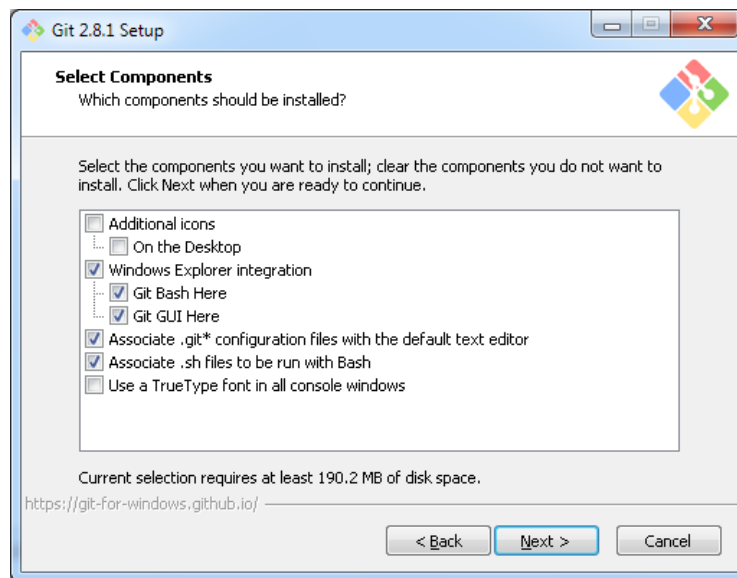 Git 2.8.1 Setup
Select Components
Which components should be installed?
Select the components you want to install; clear the components you do not want to
install. Click Next when you are ready to continue.
Additional icons
On the Desktop
Windows Explorer integration
Git Bash Here
Git GUI Here
Associate .git* configuration files with the default text editor
Associate .sh files to be run with Bash
Use a TrueType font in all console windows
Current selection requires at least 190.2 MB of disk space.
https://git-for-windows.github.io/
< Back Next > Cancel